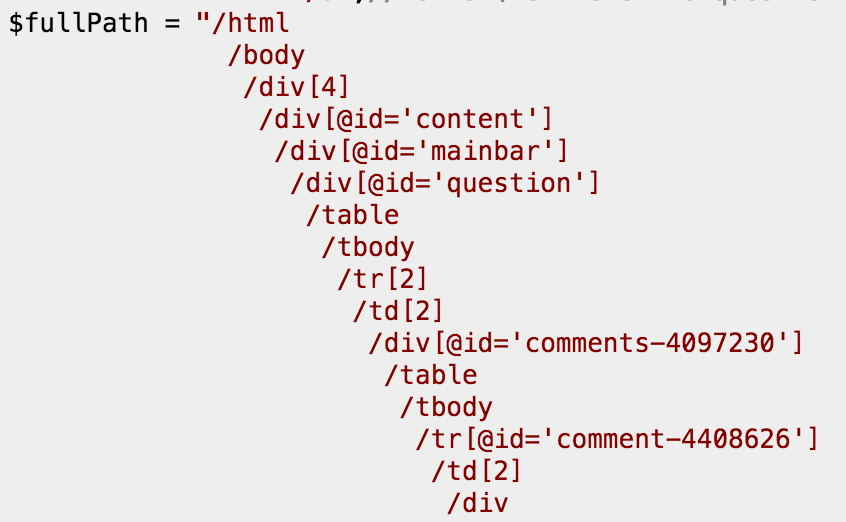 $fullPath = "/html
/body
/div[4]
/div[@id='content']
/div[@id='mainbar']
/div[@id='question']
/table
/tbody
/tr[2]
/td[2]
/div[@id='comments-4097230']
/table
/tbody
/tr[@id='comment-4408626']
/td[2]
/div